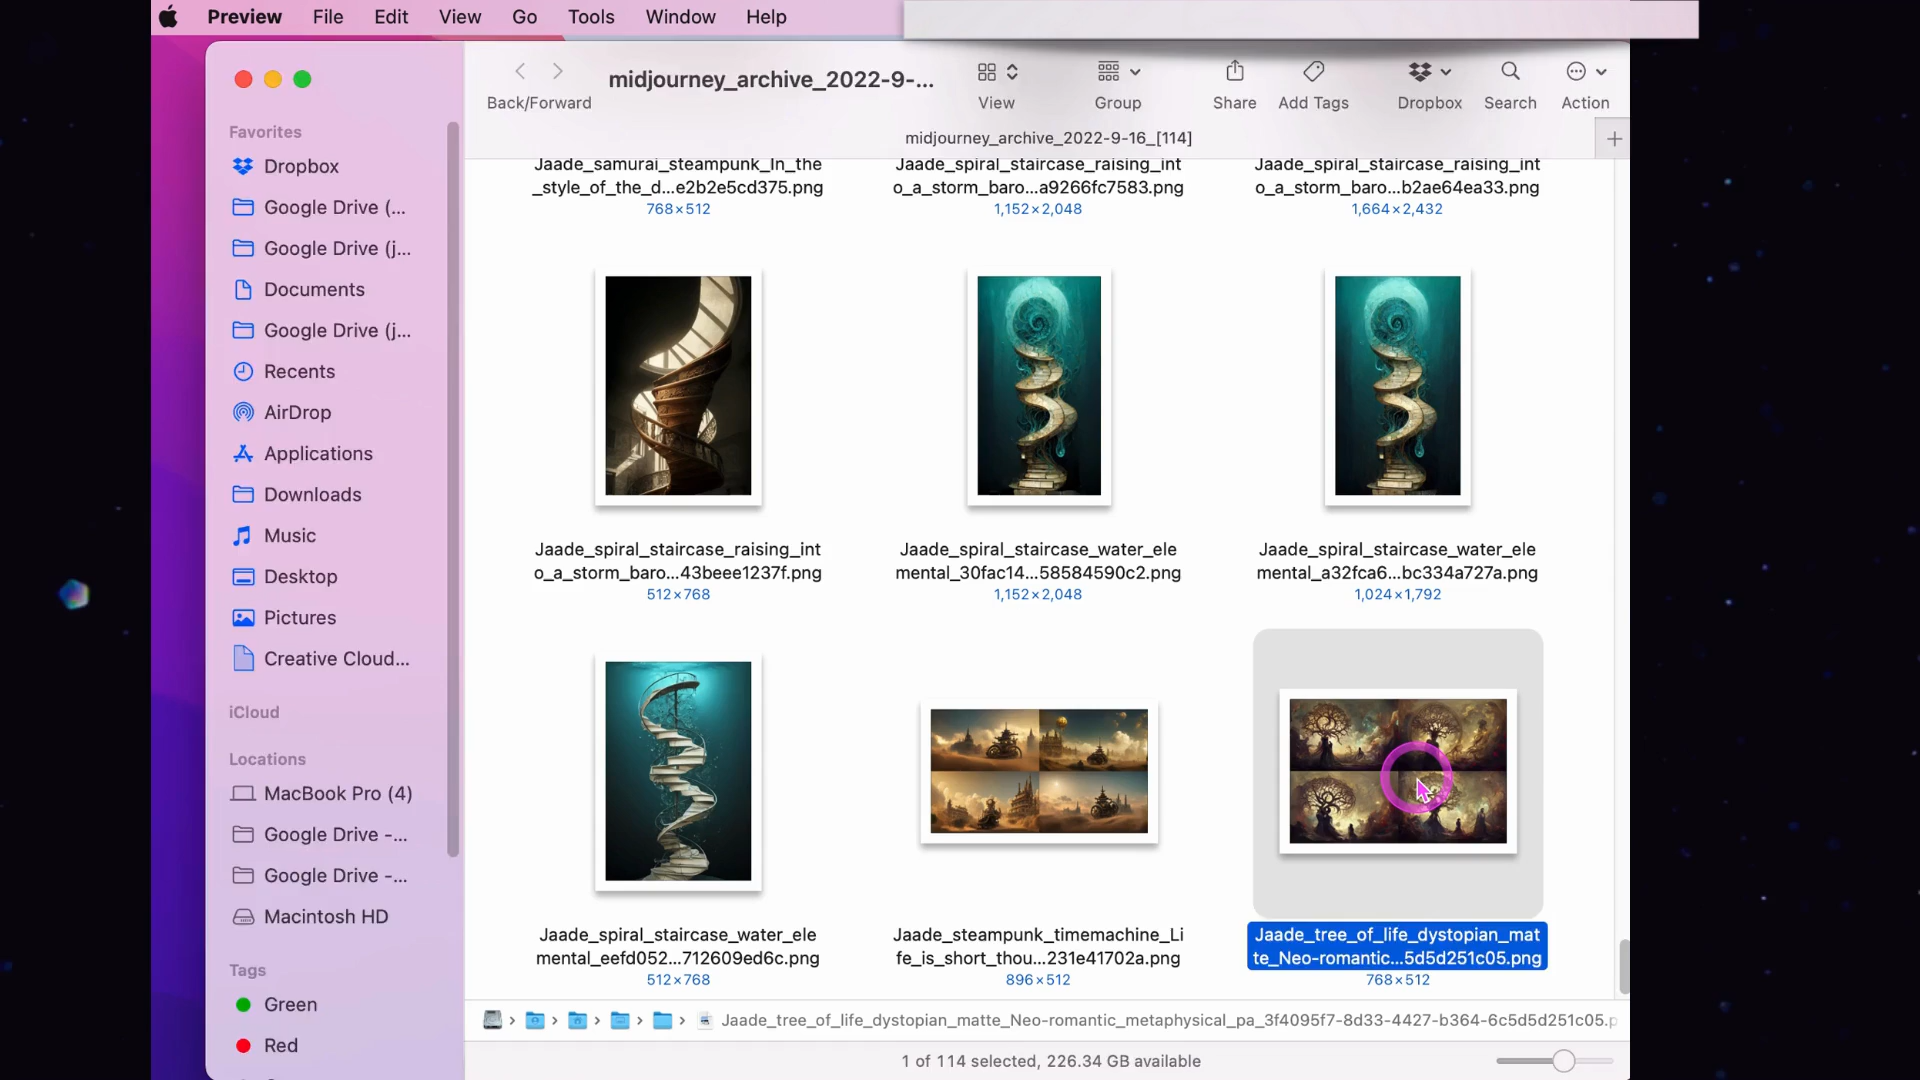 Preview File Edit View Go Tools Window Help
Back/Forward
midjourney_archive_2022-9-...
View
Group
Share
Add Tags
Dropbox
Search
Action
midjourney_archive_2022-9-16_[114]
Favorites
Dropbox
Google Drive (...
Google Drive (j...
Documents
Google Drive (j...
Recents
AirDrop
Applications
Downloads
Music
Desktop
Pictures
Creative Cloud...
iCloud
Locations
MacBook Pro (4)
Google Drive -...
Google Drive -...
Macintosh HD
Tags
Green
Red
Jaade_samurai_steampunk_In_the
_style_of_the_d...e2b2e5cd375.png
768×512
Jaade_spiral_staircase_raising_int
o_a_storm_baro...a9266fc7583.png
1,152×2,048
Jaade_spiral_staircase_raising_int
o_a_storm_baro...b2ae64ea33.png
1,664×2,432
Jaade_spiral_staircase_raising_int
o_a_storm_baro...43beee1237f.png
512×768
Jaade_spiral_staircase_water_ele
mental_30fac14...58584590c2.png
1,152×2,048
Jaade_spiral_staircase_water_ele
mental_a32fca6...bc334a727a.png
1,024×1,792
Jaade_spiral_staircase_water_ele
mental_eefd052...712609ed6c.png
512×768
Jaade_steampunk_timemachine_Li
fe_is_short_thou...231e41702a.png
896×512
Jaade_tree_of_life_dystopian_mat
te_Neo-romantic...5d5d251c05.png
768×512
Jaade_tree_of_life_dystopian_matte_Neo-romantic_metaphysical_pa_3f4095f7-8d33-4427-b364-6c5d5d251c05.p
1 of 114 selected, 226.34 GB available